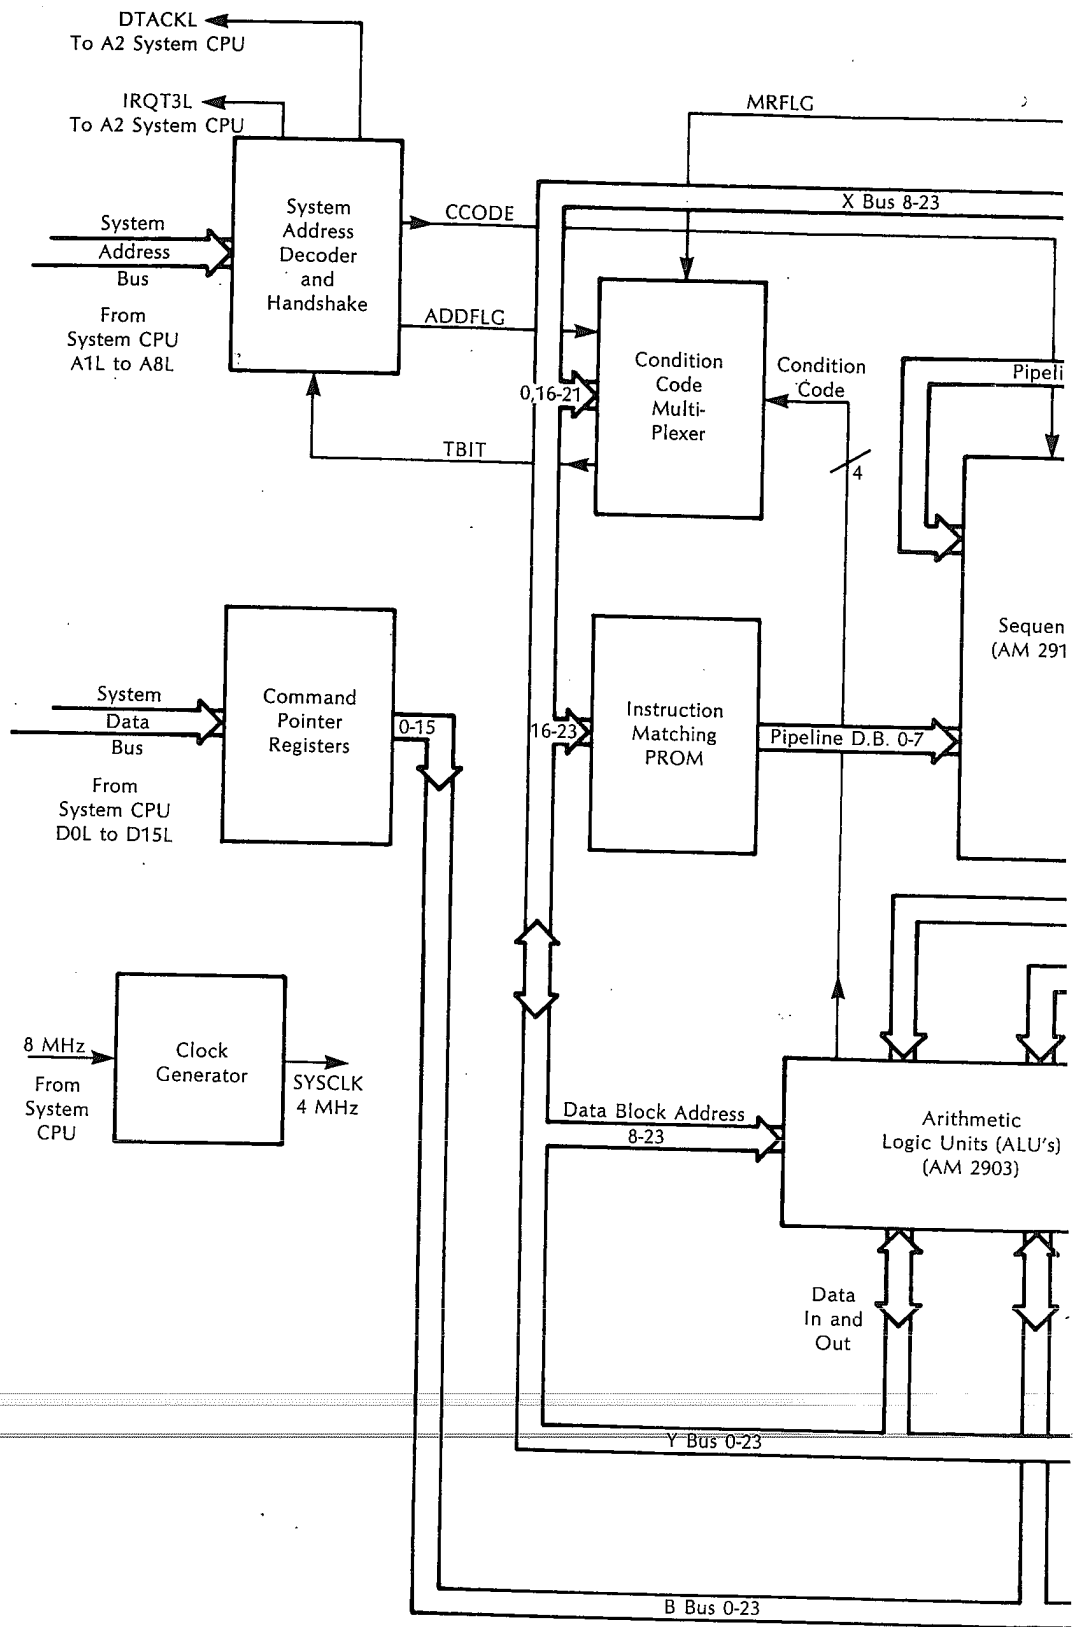 DTACKL
To A2 System CPU
IRQT3L
To A2 System CPU
MRFLG
X Bus 8-23
System
Address
Decoder
and
Handshake
CCODE
System
Address
Bus
From
System CPU
A1L to A8L
ADDFLG
TBIT
0,16-21
Condition
Code
Multi-
Plexer
Condition
Code
4
Pipeli
Sequen
(AM 291
System
Data
Bus
From
System CPU
D0L to D15L
Command
Pointer
Registers
0-15
16-23
Instruction
Matching
PROM
Pipeline D.B. 0-7
8 MHz
From
System
CPU
Clock
Generator
SYSCLK
4 MHz
Data Block Address
8-23
Arithmetic
Logic Units (ALU's)
(AM 2903)
Data
In and
Out
Y Bus 0-23
B Bus 0-23